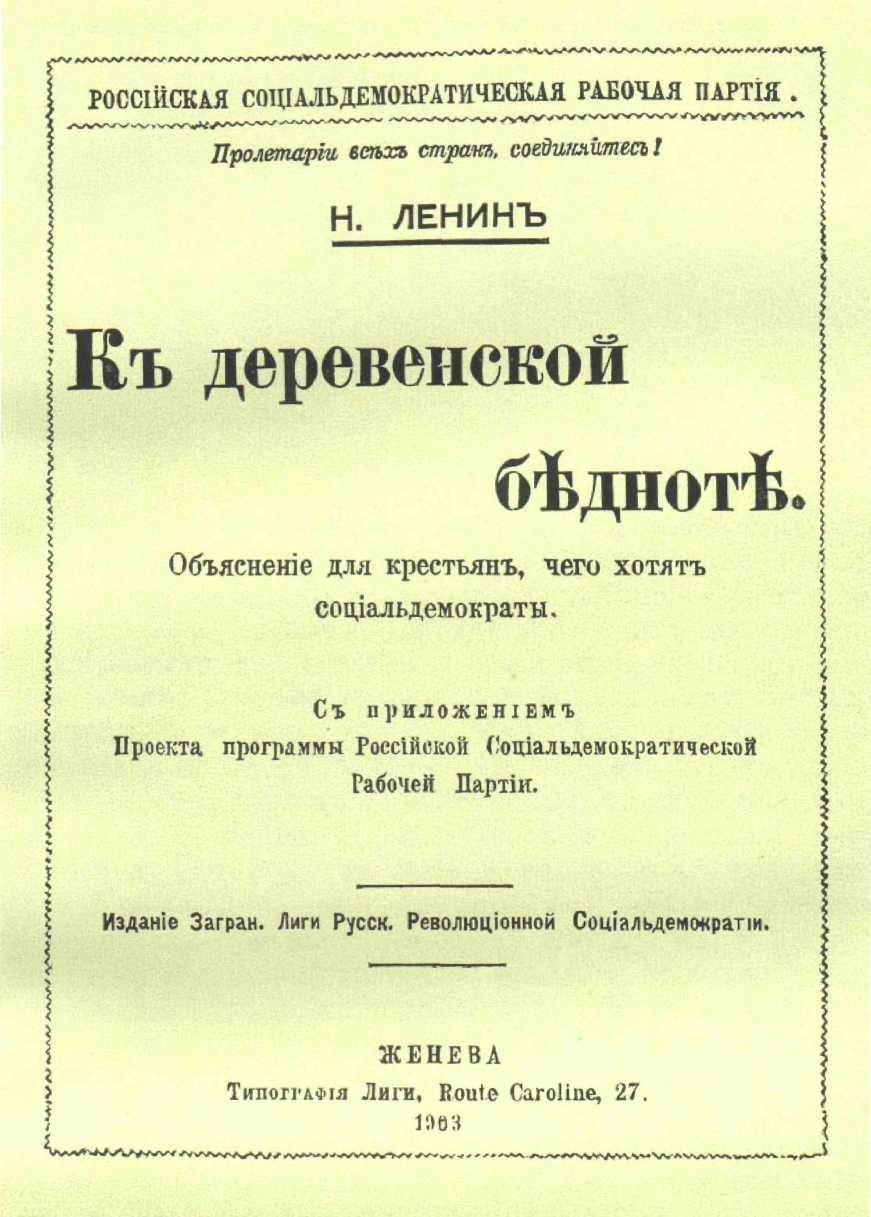 РОССІЙСКАЯ СОЦІАЛЬДЕМОКРАТИЧЕСКАЯ РАБОЧАЯ ПАРТІЯ.
Пролетаріи всѣхъ странъ, соединяйтесь!
Н. ЛЕНИНЪ
Къ деревенской
бѣднотѣ.
Объясненіе для крестьянъ, чего хотятъ
соціальдемократы.
Съ приложеніемъ
Проекта программы Россійской Соціальдемократической
Рабочей Партіи.
Изданіе Загран. Лиги Русск. Революціонной Соціальдемократіи.
ЖЕНЕВА
Типографія Лиги, Route Caroline, 27.
1903